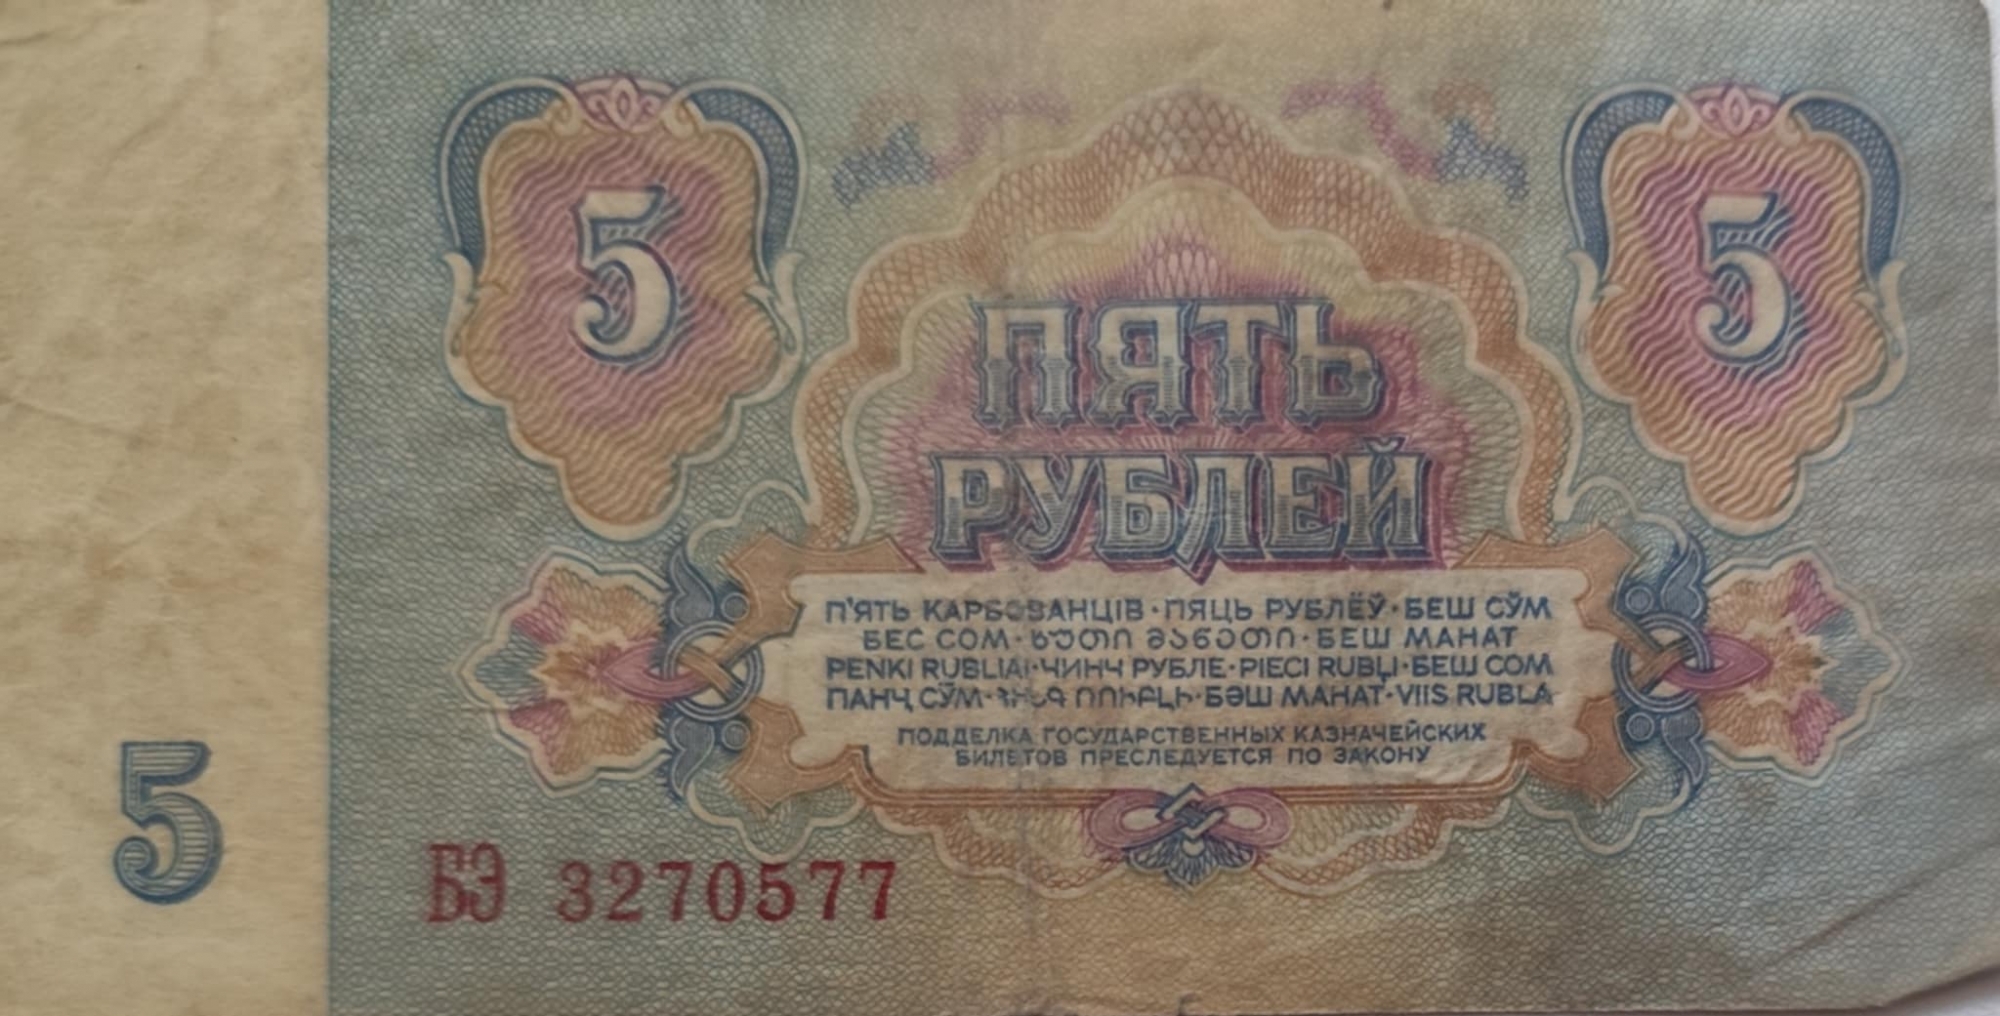 5
5
ПЯТЬ
РУБЛЕЙ
П'ЯТЬ КАРБОВАНЦІВ · ПЯЦЬ РУБЛЁЎ · БЕШ СЎМ
БЕС СОМ · ხუთი მანეთი · БЕШ МАНАТ
PENKI RUBLIAI · ЧИНЧ РУБЛЕ · PIECI RUBĻI · БЕШ СОМ
ПАНҶ СӮМ · ՀԻՆԳ ՌՈՒԲԼԻ · БӘШ МАНАТ · VIIS RUBLA
ПОДДЕЛКА ГОСУДАРСТВЕННЫХ КАЗНАЧЕЙСКИХ
БИЛЕТОВ ПРЕСЛЕДУЕТСЯ ПО ЗАКОНУ
5
БЭ 3270577